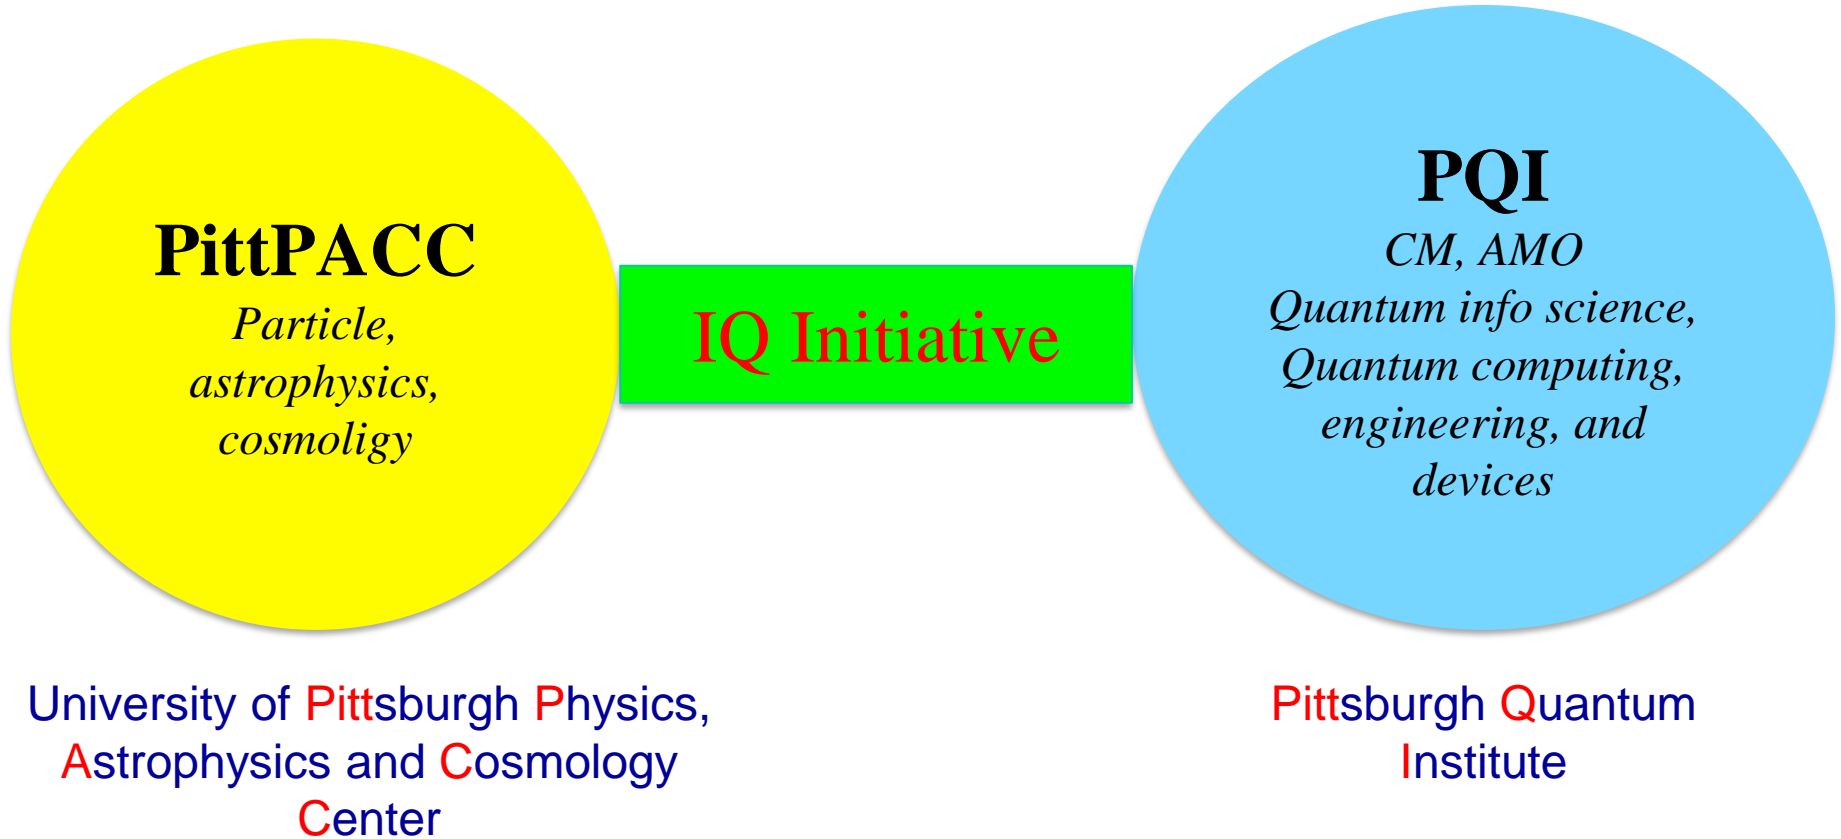 PittPACC
Particle,
astrophysics,
cosmoligy
IQ Initiative
PQI
CM, AMO
Quantum info science,
Quantum computing,
engineering, and
devices
University of Pittsburgh Physics,
Astrophysics and Cosmology
Center
Pittsburgh Quantum
Institute